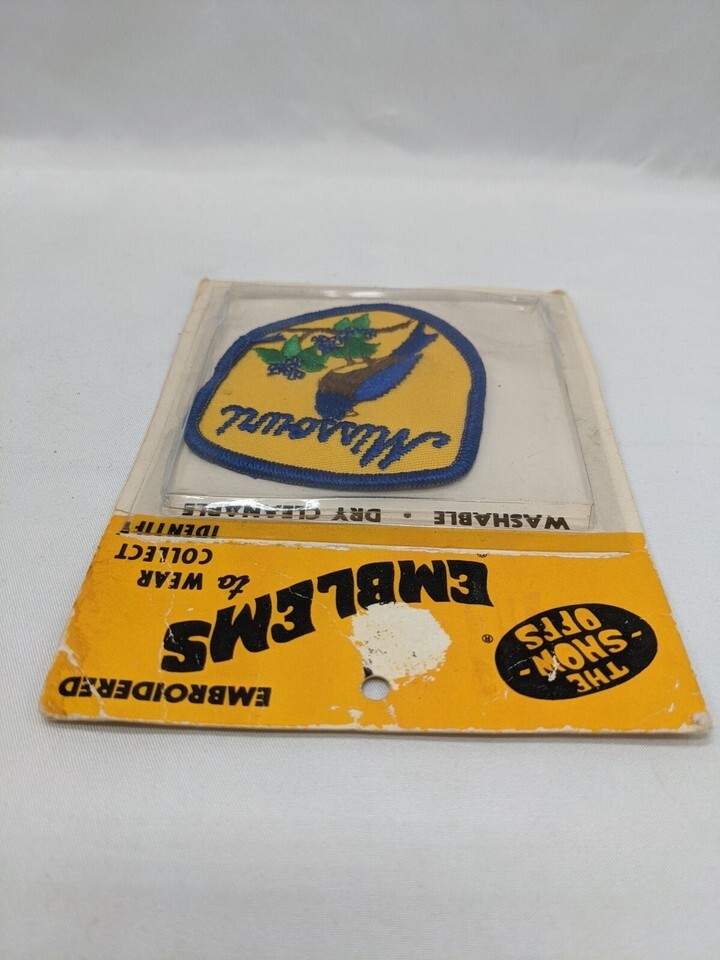 EMBROIDERED
THE
- SHOW -
OFFS
®
EMBLEMS
®
to WEAR
COLLECT
IDENTIFY
WASHABLE • DRY CLEANABLE
Missouri